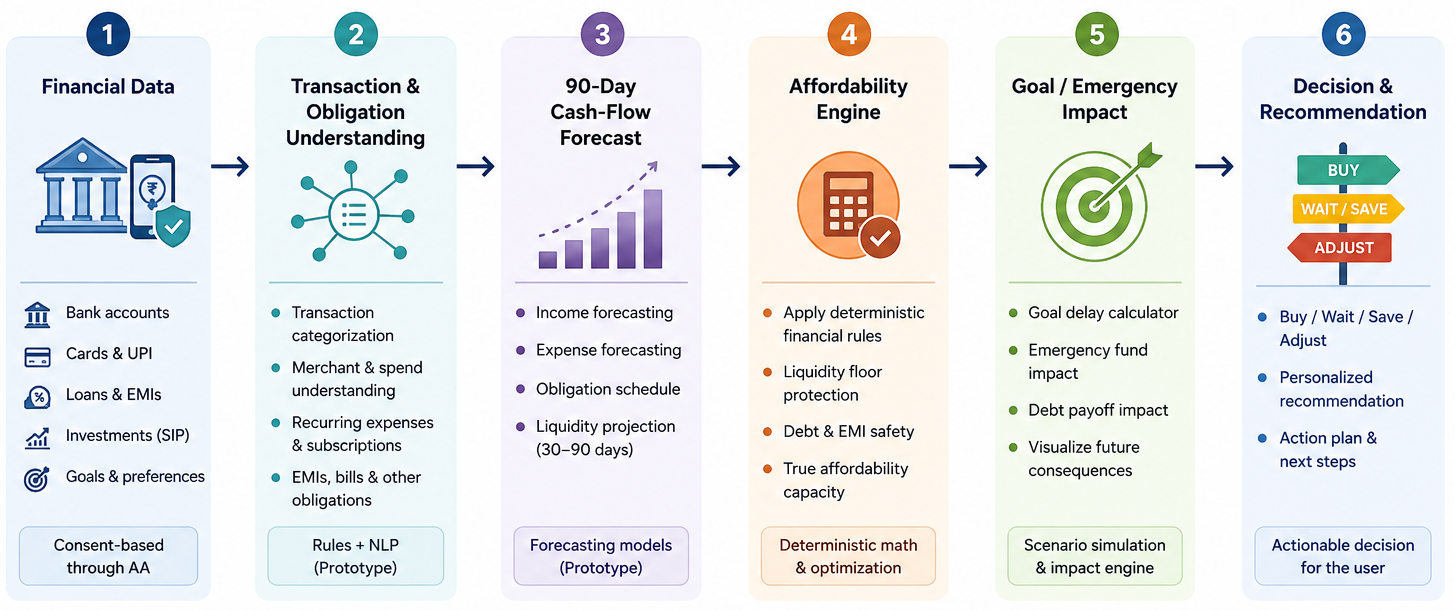 1
Financial Data
₹
Bank accounts
Cards & UPI
%
Loans & EMIs
Investments (SIP)
Goals & preferences
Consent-based
through AA
2
Transaction &
Obligation
Understanding
Transaction
categorization
Merchant & spend
understanding
Recurring expenses
& subscriptions
EMIs, bills & other
obligations
Rules + NLP
(Prototype)
3
90-Day
Cash-Flow
Forecast
Income forecasting
Expense forecasting
Obligation schedule
Liquidity projection
(30–90 days)
Forecasting models
(Prototype)
4
Affordability
Engine
Apply deterministic
financial rules
Liquidity floor
protection
Debt & EMI safety
True affordability
capacity
Deterministic math
& optimization
5
Goal / Emergency
Impact
Goal delay calculator
Emergency fund
impact
Debt payoff impact
Visualize future
consequences
Scenario simulation
& impact engine
6
Decision &
Recommendation
BUY
WAIT / SAVE
ADJUST
Buy / Wait / Save /
Adjust
Personalized
recommendation
Action plan &
next steps
Actionable decision
for the user